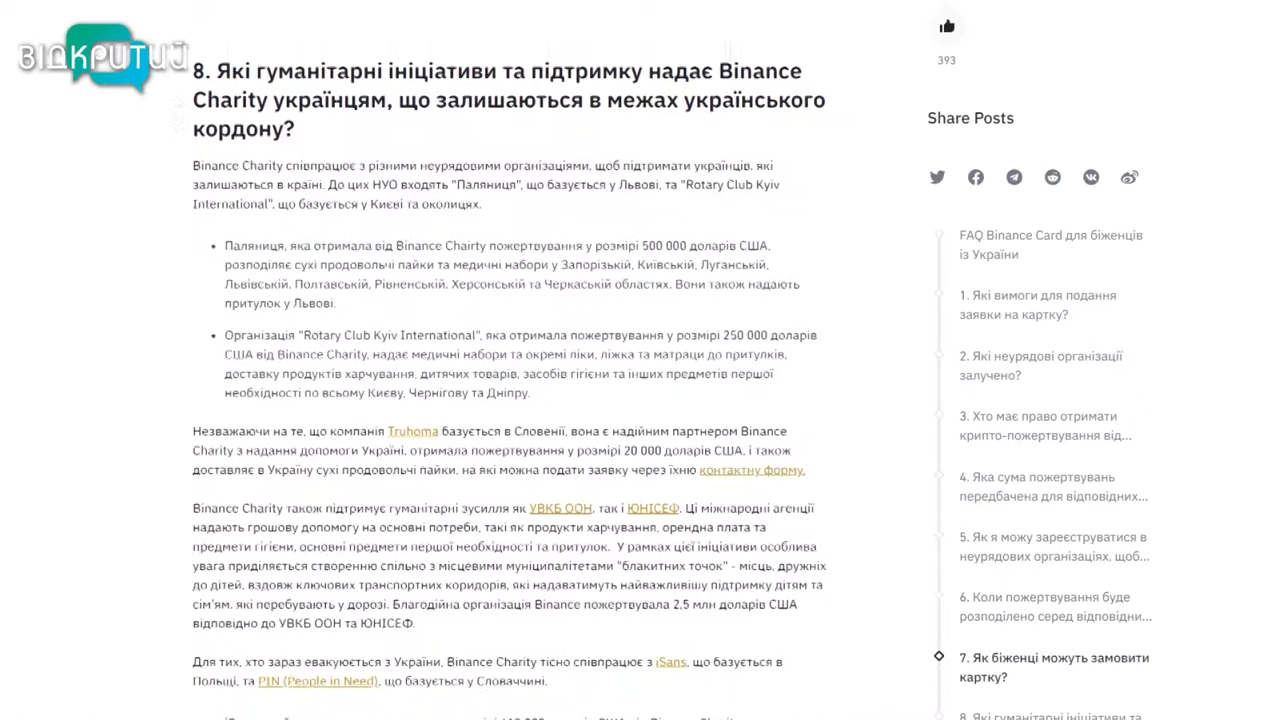 ВІДКРИТИЙ
8. Які гуманітарні ініціативи та підтримку надає Binance
Charity українцям, що залишаються в межах українського
кордону?
Binance Charity співпрацює з різними неурядовими організаціями, щоб підтримати українців, які
залишаються в країні. До цих НУО входять "Паляниця", що базується у Львові, та "Rotary Club Kyiv
International", що базується у Києві та околицях.
• Паляниця, яка отримала від Binance Chairty пожертвування у розмірі 500 000 доларів США,
розподіляє сухі продовольчі пайки та медичні набори у Запорізькій, Київській, Луганській,
Львівській, Полтавській, Рівненській, Херсонській та Черкаській областях. Вони також надають
притулок у Львові.
• Організація "Rotary Club Kyiv International", яка отримала пожертвування у розмірі 250 000 доларів
США від Binance Charity, надає медичні набори та окремі ліки, ліжка та матраци до притулків,
доставку продуктів харчування, дитячих товарів, засобів гігієни та інших предметів першої
необхідності по всьому Києву, Чернігову та Дніпру.
Незважаючи на те, що компанія Truhoma базується в Словенії, вона є надійним партнером Binance
Charity з надання допомоги Україні, отримала пожертвування у розмірі 20 000 доларів США, і також
доставляє в Україну сухі продовольчі пайки, на які можна подати заявку через їхню контактну форму.
Binance Charity також підтримує гуманітарні зусилля як УВКБ ООН, так і ЮНІСЕФ. Ці міжнародні агенції
надають грошову допомогу на основні потреби, такі як продукти харчування, орендна плата та
предмети гігієни, основні предмети першої необхідності та притулок. У рамках цієї ініціативи особлива
увага приділяється створенню спільно з місцевими муніципалітетами "блакитних точок" - місць, дружніх
до дітей, вздовж ключових транспортних коридорів, які надаватимуть найважливішу підтримку дітям та
сім'ям, які перебувають у дорозі. Благодійна організація Binance пожертвувала 2,5 млн доларів США
відповідно до УВКБ ООН та ЮНІСЕФ.
Для тих, хто зараз евакуюється з України, Binance Charity тісно співпрацює з iSans, що базується в
Польщі, та PIN (People in Need), що базується у Словаччині.
393
Share Posts
FAQ Binance Card для біженців
із України
1. Які вимоги для подання
заявки на картку?
2. Які неурядові організації
залучено?
3. Хто має право отримати
крипто-пожертвування від...
4. Яка сума пожертвувань
передбачена для відповідних...
5. Як я можу зареєструватися в
неурядових організаціях, щоб...
6. Коли пожертвування буде
розподілено серед відповідни...
7. Як біженці можуть замовити
картку?
8. Які гуманітарні ініціативи та